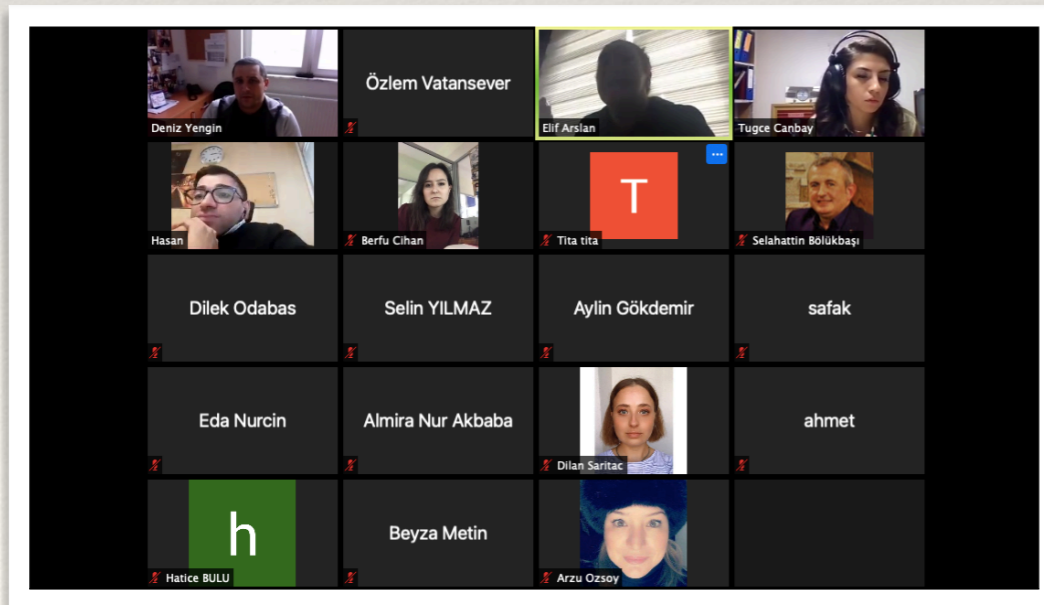 Deniz Yengin
Özlem Vatansever
Elif Arslan
Tugce Canbay
Hasan
Berfu Cihan
T
Tita tita
Selahattin Bölükbaşı
Dilek Odabas
Selin YILMAZ
Aylin Gökdemir
safak
Eda Nurcin
Almira Nur Akbaba
Dilan Saritac
ahmet
h
Hatice BULU
Beyza Metin
Arzu Ozsoy